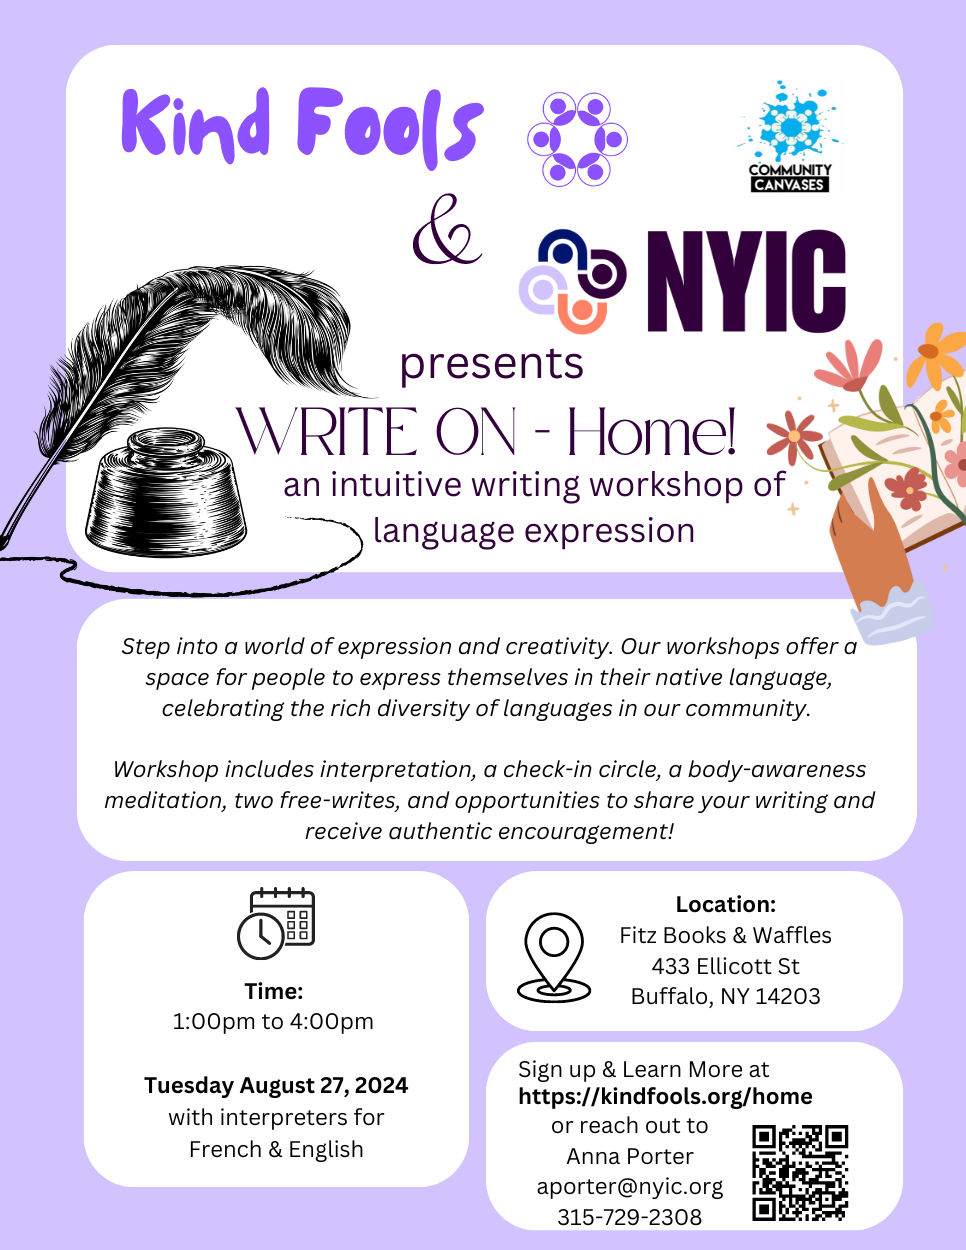 Kind Fools
COMMUNITY
CANVASES
&
NYIC
presents
WRITE ON - Home!
an intuitive writing workshop of
language expression
Step into a world of expression and creativity. Our workshops offer a
space for people to express themselves in their native language,
celebrating the rich diversity of languages in our community.
Workshop includes interpretation, a check-in circle, a body-awareness
meditation, two free-writes, and opportunities to share your writing and
receive authentic encouragement!
Time:
1:00pm to 4:00pm
Tuesday August 27, 2024
with interpreters for
French & English
Location:
Fitz Books & Waffles
433 Ellicott St
Buffalo, NY 14203
Sign up & Learn More at
https://kindfools.org/home
or reach out to
Anna Porter
aporter@nyic.org
315-729-2308